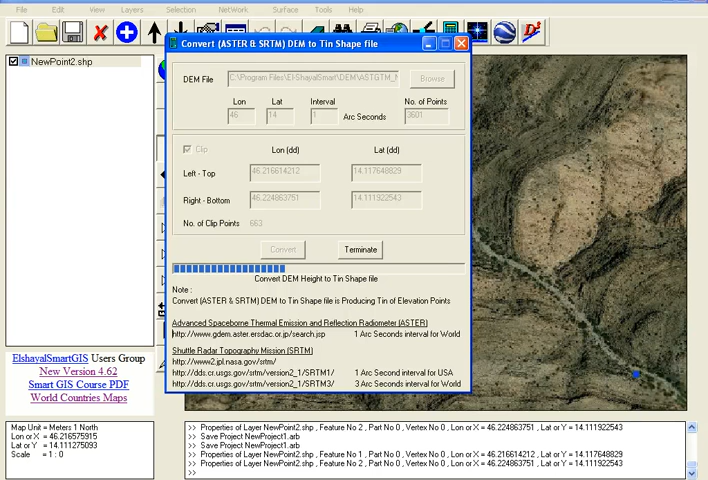 File Edit View Layers Selection NetWork Surface Tools Help
Convert (ASTER & SRTM) DEM to Tin Shape file
NewPoint2.shp
DEM File C:\Program Files\El-ShayalSmart\DEM\ASTGTM_N Browse
Lon Lat Interval No. of Points
46 14 1 Arc Seconds 3601
Clip Lon (dd) Lat (dd)
Left - Top 46.216614212 14.117648829
Right - Bottom 46.224863751 14.111922543
No. of Clip Points 663
Convert Terminate
Convert DEM Height to Tin Shape file
Note :
Convert (ASTER & SRTM) DEM to Tin Shape file is Producing Tin of Elevation Points
Advanced Spaceborne Thermal Emission and Reflection Radiometer (ASTER)
http://www.gdem.aster.ersdac.or.jp/search.jsp 1 Arc Seconds interval for World
Shuttle Radar Topography Mission (SRTM)
http://www2.jpl.nasa.gov/srtm/
http://dds.cr.usgs.gov/srtm/version2_1/SRTM1/ 1 Arc Seconds interval for USA
http://dds.cr.usgs.gov/srtm/version2_1/SRTM3/ 3 Arc Seconds interval for World
ElshayalSmartGIS Users Group
New Version 4.62
Smart GIS Course PDF
World Countries Maps
Map Unit = Meters 1 North
Lon or X = 46.216575915
Lat or Y = 14.111275093
Scale = 1 : 0
>> Properties of Layer NewPoint2.shp , Feature No 2 , Part No 0 , Vertex No 0 , Lon or X = 46.224863751 , Lat or Y = 14.111922543
>> Save Project NewProject1.arb
>> Save Project NewProject1.arb
>> Properties of Layer NewPoint2.shp , Feature No 1 , Part No 0 , Vertex No 0 , Lon or X = 46.216614212 , Lat or Y = 14.117648829
>> Properties of Layer NewPoint2.shp , Feature No 2 , Part No 0 , Vertex No 0 , Lon or X = 46.224863751 , Lat or Y = 14.111922543
>>